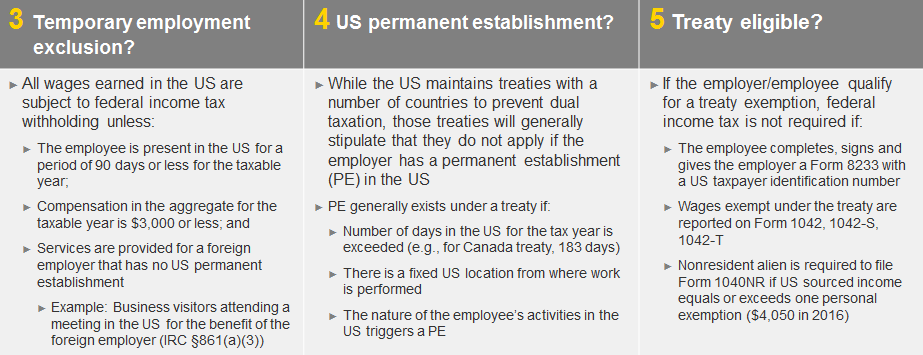 3 Temporary employment
exclusion?
► All wages earned in the US are
subject to federal income tax
withholding unless:
► The employee is present in the US for a
period of 90 days or less for the taxable
year;
► Compensation in the aggregate for the
taxable year is $3,000 or less; and
► Services are provided for a foreign
employer that has no US permanent
establishment
► Example: Business visitors attending a
meeting in the US for the benefit of the
foreign employer (IRC §861(a)(3))
4 US permanent establishment?
► While the US maintains treaties with a
number of countries to prevent dual
taxation, those treaties will generally
stipulate that they do not apply if the
employer has a permanent establishment
(PE) in the US
► PE generally exists under a treaty if:
► Number of days in the US for the tax year is
exceeded (e.g., for Canada treaty, 183 days)
► There is a fixed US location from where work
is performed
► The nature of the employee's activities in the
US triggers a PE
5 Treaty eligible?
► If the employer/employee qualify
for a treaty exemption, federal
income tax is not required if:
► The employee completes, signs and
gives the employer a Form 8233 with
a US taxpayer identification number
► Wages exempt under the treaty are
reported on Form 1042, 1042-S,
1042-T
► Nonresident alien is required to file
Form 1040NR if US sourced income
equals or exceeds one personal
exemption ($4,050 in 2016)